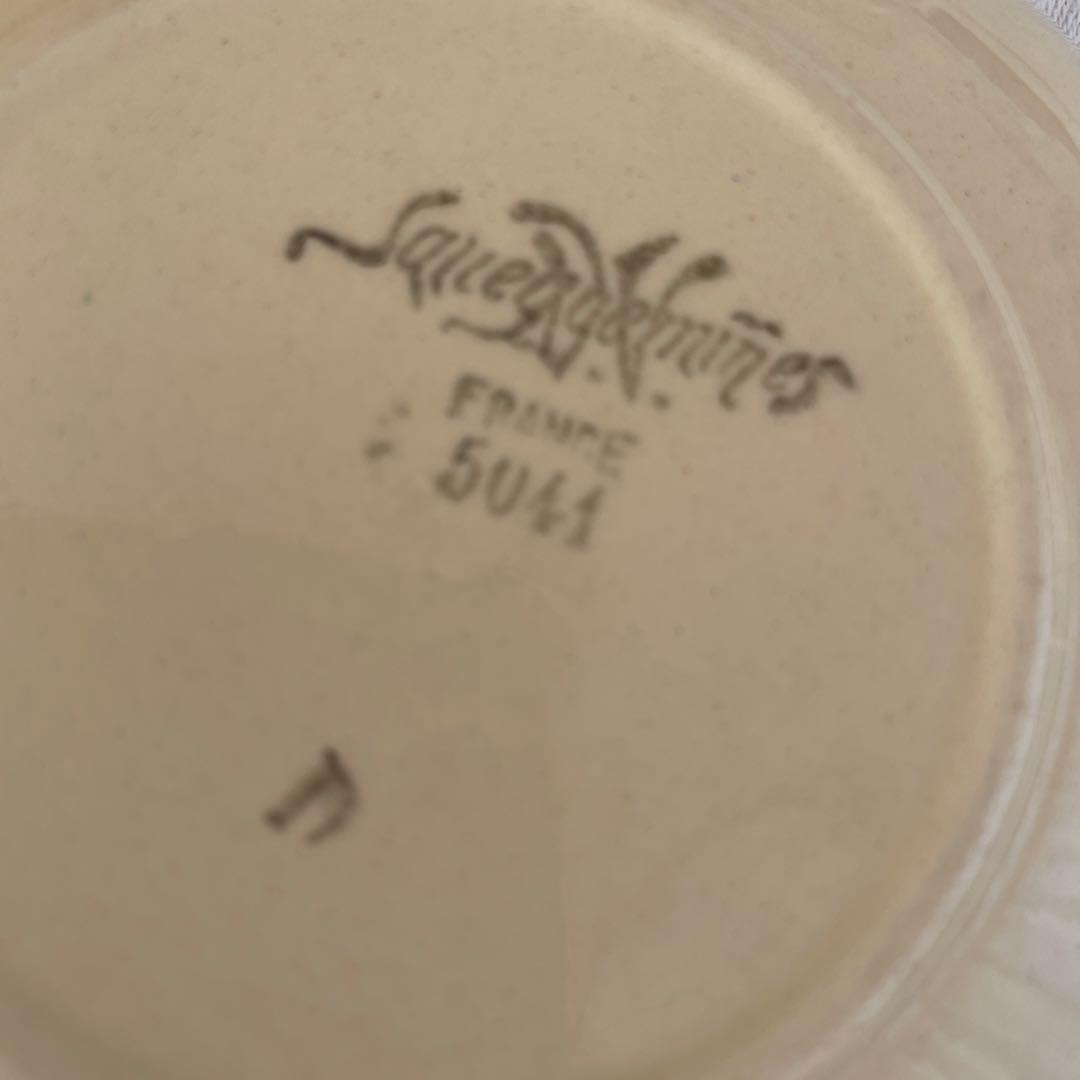 Sarreguemines
FRANCE
5041
D